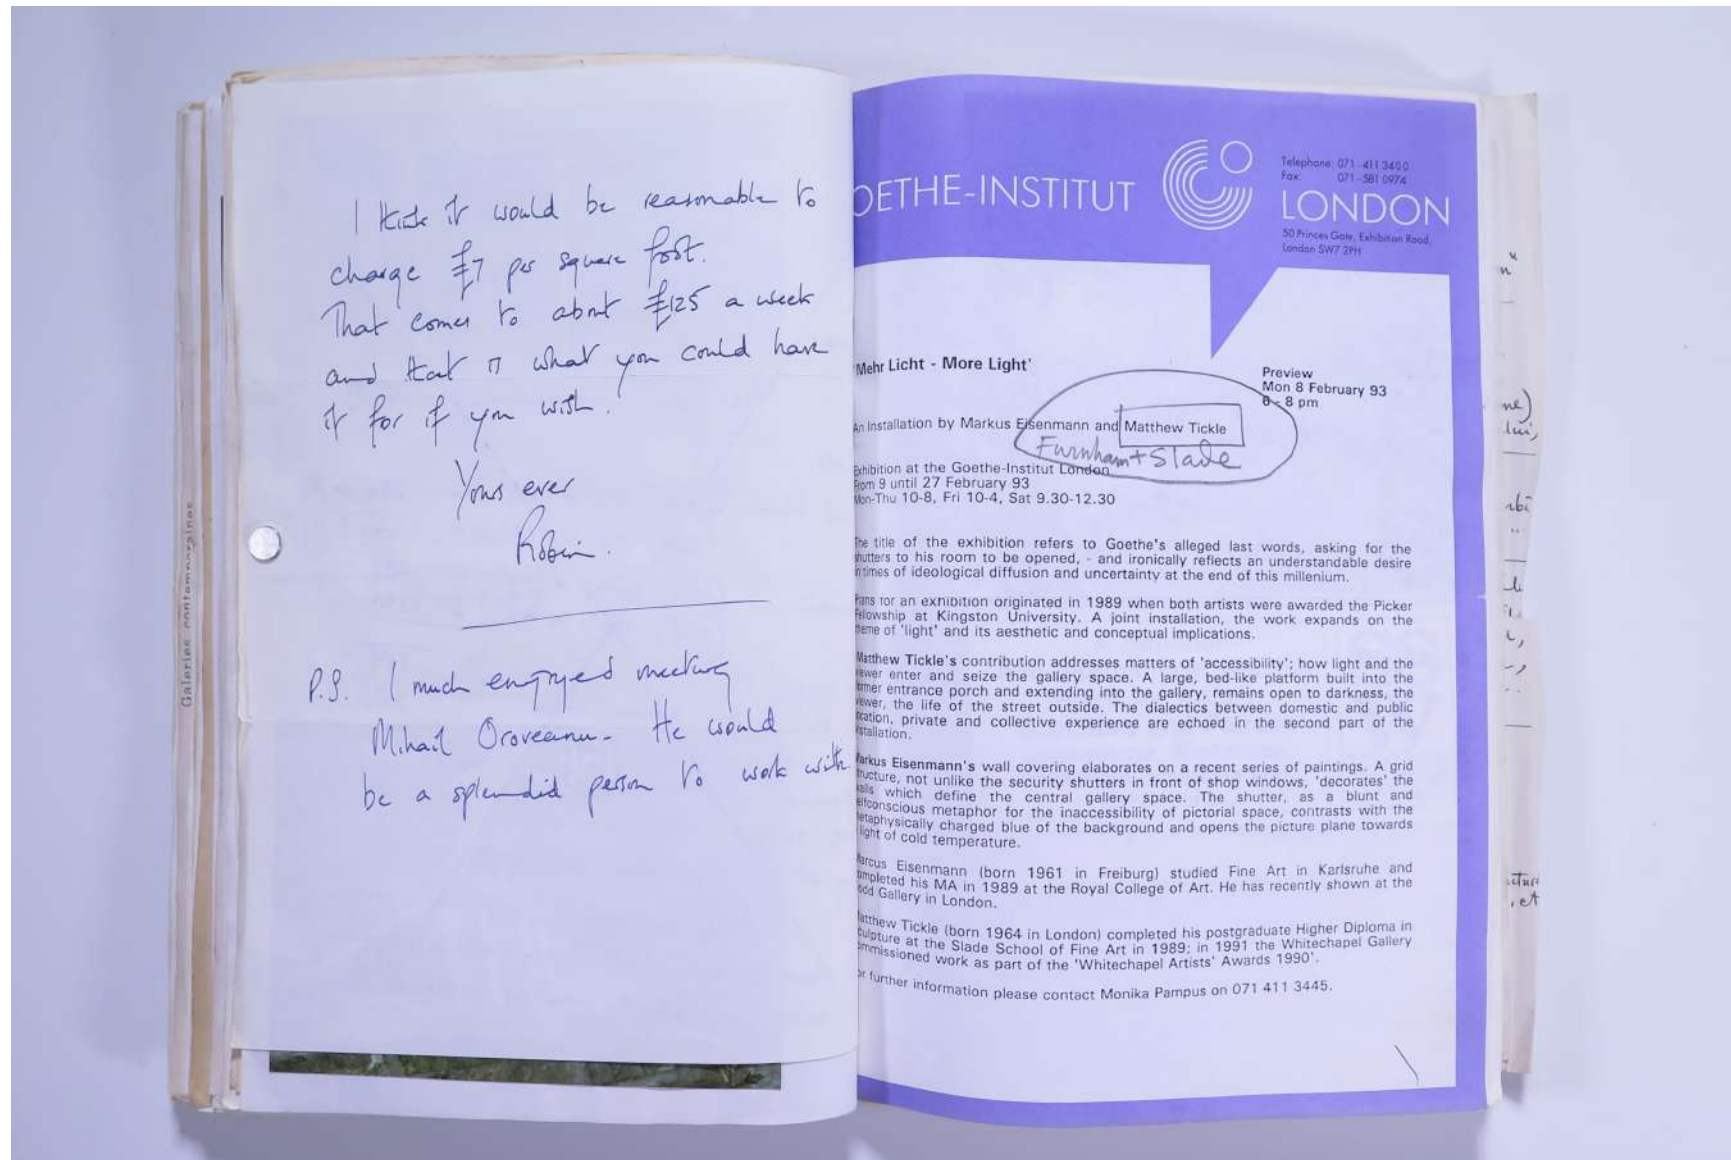 I think it would be reasonable to
charge £7 per square foot.
That comes to about £125 a week
and that is what you could have
it for if you wish.
Yours ever
Robin.
P.S. I much enjoyed meeting
Mihail Oroveanu. He would
be a splendid person to work with
Galeries contemporaines
OETHE-INSTITUT
Telephone: 071-411 3400
Fax: 071-581 0974
LONDON
50 Princes Gate, Exhibition Road,
London SW7 2PH
'Mehr Licht - More Light'
Preview
Mon 8 February 93
6 - 8 pm
An Installation by Markus Eisenmann and Matthew Tickle
Furnham + Slade
Exhibition at the Goethe-Institut London
From 9 until 27 February 93
Mon-Thu 10-8, Fri 10-4, Sat 9.30-12.30
The title of the exhibition refers to Goethe's alleged last words, asking for the
shutters to his room to be opened, - and ironically reflects an understandable desire
in times of ideological diffusion and uncertainty at the end of this millenium.
Plans for an exhibition originated in 1989 when both artists were awarded the Picker
Fellowship at Kingston University. A joint installation, the work expands on the
theme of 'light' and its aesthetic and conceptual implications.
Matthew Tickle's contribution addresses matters of 'accessibility'; how light and the
viewer enter and seize the gallery space. A large, bed-like platform built into the
former entrance porch and extending into the gallery, remains open to darkness, the
viewer, the life of the street outside. The dialectics between domestic and public
location, private and collective experience are echoed in the second part of the
installation.
Markus Eisenmann's wall covering elaborates on a recent series of paintings. A grid
structure, not unlike the security shutters in front of shop windows, 'decorates' the
walls which define the central gallery space. The shutter, as a blunt and
selfconscious metaphor for the inaccessibility of pictorial space, contrasts with the
metaphysically charged blue of the background and opens the picture plane towards
light of cold temperature.
Marcus Eisenmann (born 1961 in Freiburg) studied Fine Art in Karlsruhe and
completed his MA in 1989 at the Royal College of Art. He has recently shown at the
Gallery in London.
Matthew Tickle (born 1964 in London) completed his postgraduate Higher Diploma in
Sculpture at the Slade School of Fine Art in 1989; in 1991 the Whitechapel Gallery
commissioned work as part of the 'Whitechapel Artists' Awards 1990'.
For further information please contact Monika Pampus on 071 411 3445.